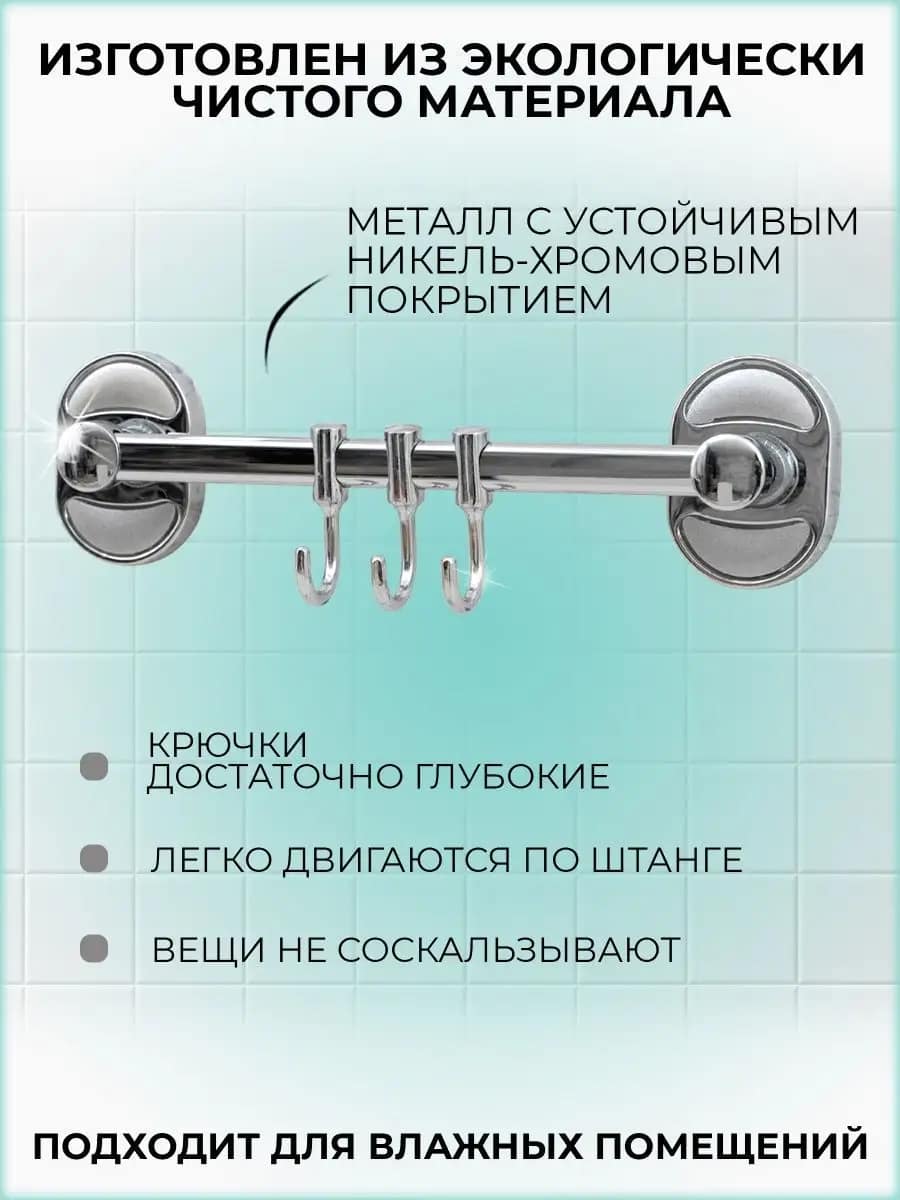 ИЗГОТОВЛЕН ИЗ ЭКОЛОГИЧЕСКИ
ЧИСТОГО МАТЕРИАЛА
МЕТАЛЛ С УСТОЙЧИВЫМ
НИКЕЛЬ-ХРОМОВЫМ
ПОКРЫТИЕМ
КРЮЧКИ
ДОСТАТОЧНО ГЛУБОКИЕ
ЛЕГКО ДВИГАЮТСЯ ПО ШТАНГЕ
ВЕЩИ НЕ СОСКАЛЬЗЫВАЮТ
ПОДХОДИТ ДЛЯ ВЛАЖНЫХ ПОМЕЩЕНИЙ